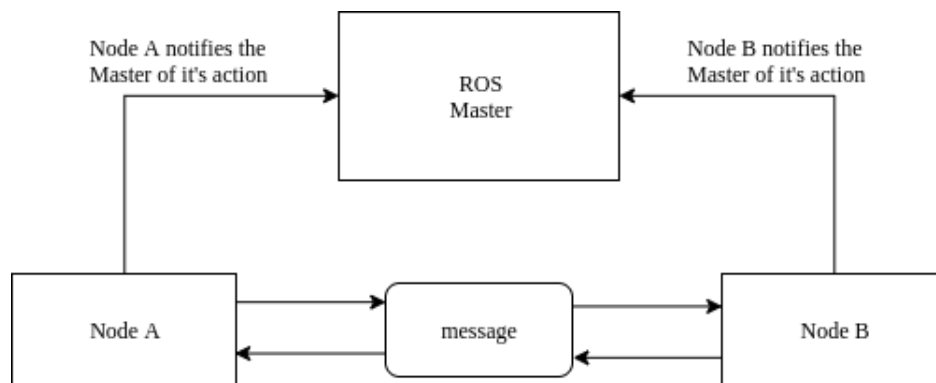 Node A notifies the
Master of it's action
ROS
Master
Node B notifies the
Master of it's action
Node A
message
Node B